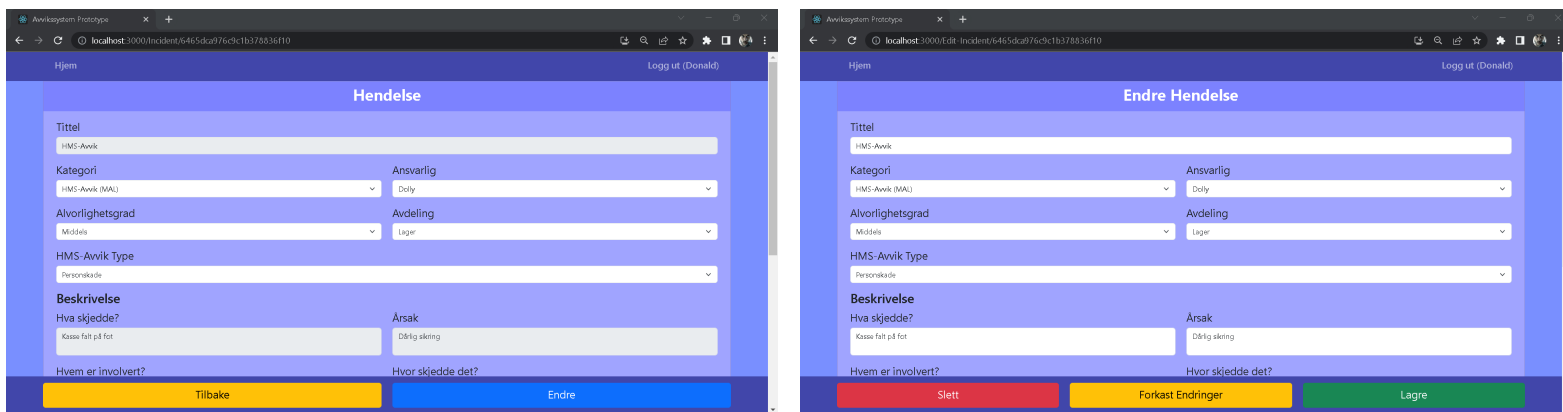 Avvikssystem Prototype
localhost:3000/Incident/6465dca976c9c1b378836f10
Hjem Logg ut (Donald)
Hendelse
Tittel
HMS-Avvik
Kategori Ansvarlig
HMS-Avvik (MAL) Dolly
Alvorlighetsgrad Avdeling
Middels Lager
HMS-Avvik Type
Personskade
Beskrivelse
Hva skjedde? Årsak
Kasse falt på fot Dårlig sikring
Hvem er involvert? Hvor skjedde det?
Tilbake Endre
Avvikssystem Prototype
localhost:3000/Edit-Incident/6465dca976c9c1b378836f10
Hjem Logg ut (Donald)
Endre Hendelse
Tittel
HMS-Avvik
Kategori Ansvarlig
HMS-Avvik (MAL) Dolly
Alvorlighetsgrad Avdeling
Middels Lager
HMS-Avvik Type
Personskade
Beskrivelse
Hva skjedde? Årsak
Kasse falt på fot Dårlig sikring
Hvem er involvert? Hvor skjedde det?
Slett Forkast Endringer Lagre